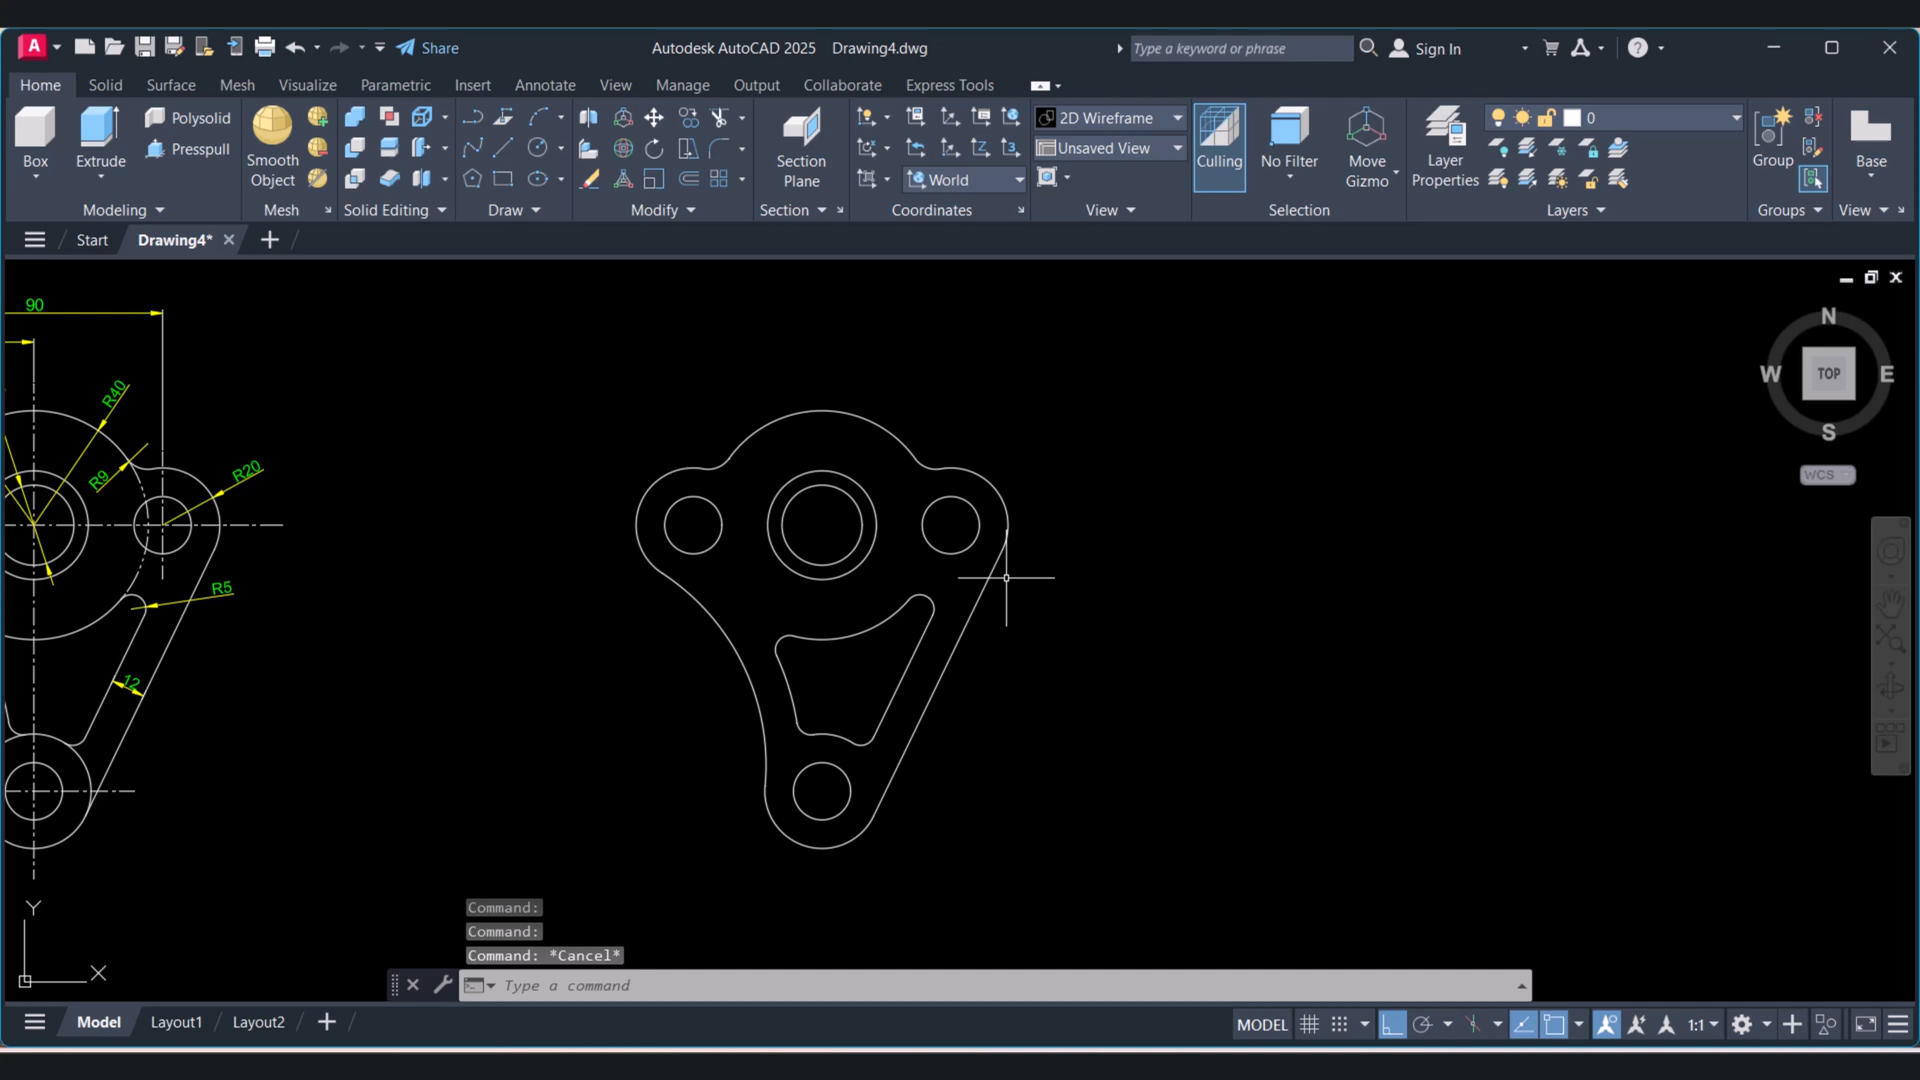 A Share Autodesk AutoCAD 2025 Drawing4.dwg Type a keyword or phrase Sign In ?
Home Solid Surface Mesh Visualize Parametric Insert Annotate View Manage Output Collaborate Express Tools
Box Extrude Polysolid Presspull Smooth Object Section Plane World 2D Wireframe Unsaved View Culling No Filter Move Gizmo Layer Properties 0 Group Base
Modeling Mesh Solid Editing Draw Modify Section Coordinates View Selection Layers Groups View
Start Drawing4* +
90
R40
R9
R20
R5
12
N
W TOP E
S
WCS
Y
X
Command:
Command:
Command: *Cancel*
Type a command
Model Layout1 Layout2 + MODEL 1:1